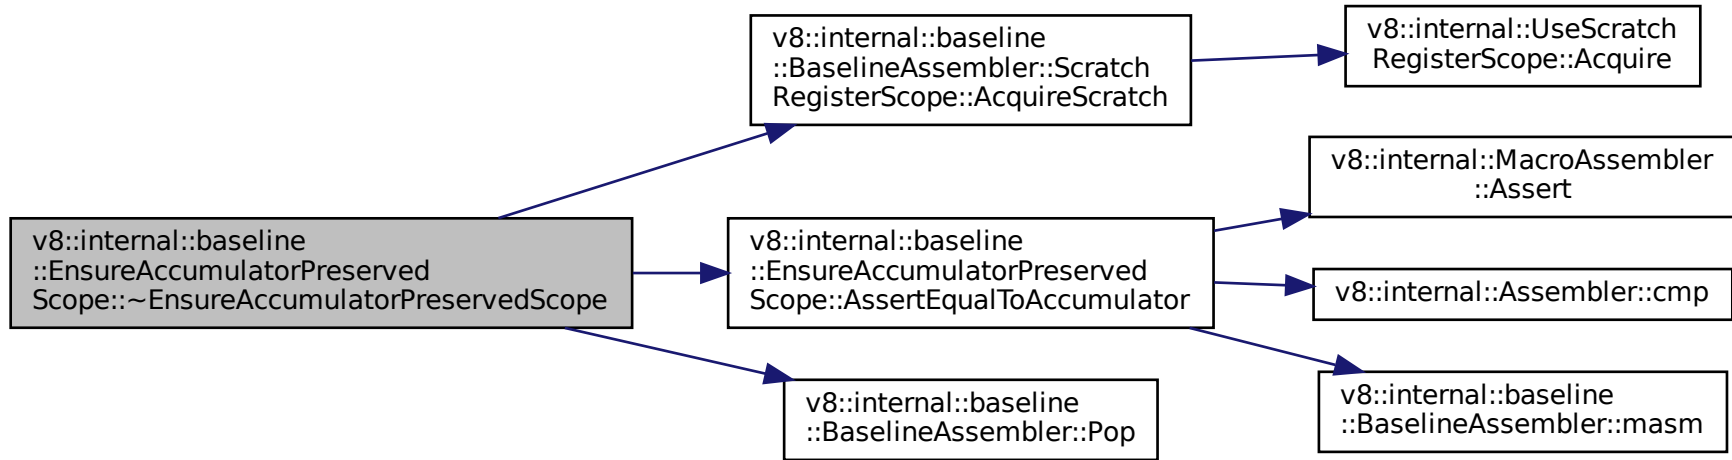 v8::internal::baseline
::BaselineAssembler::Scratch
RegisterScope::AcquireScratch
v8::internal::UseScratch
RegisterScope::Acquire
v8::internal::MacroAssembler
::Assert
v8::internal::baseline
::EnsureAccumulatorPreserved
Scope::~EnsureAccumulatorPreservedScope
v8::internal::baseline
::EnsureAccumulatorPreserved
Scope::AssertEqualToAccumulator
v8::internal::Assembler::cmp
v8::internal::baseline
::BaselineAssembler::Pop
v8::internal::baseline
::BaselineAssembler::masm